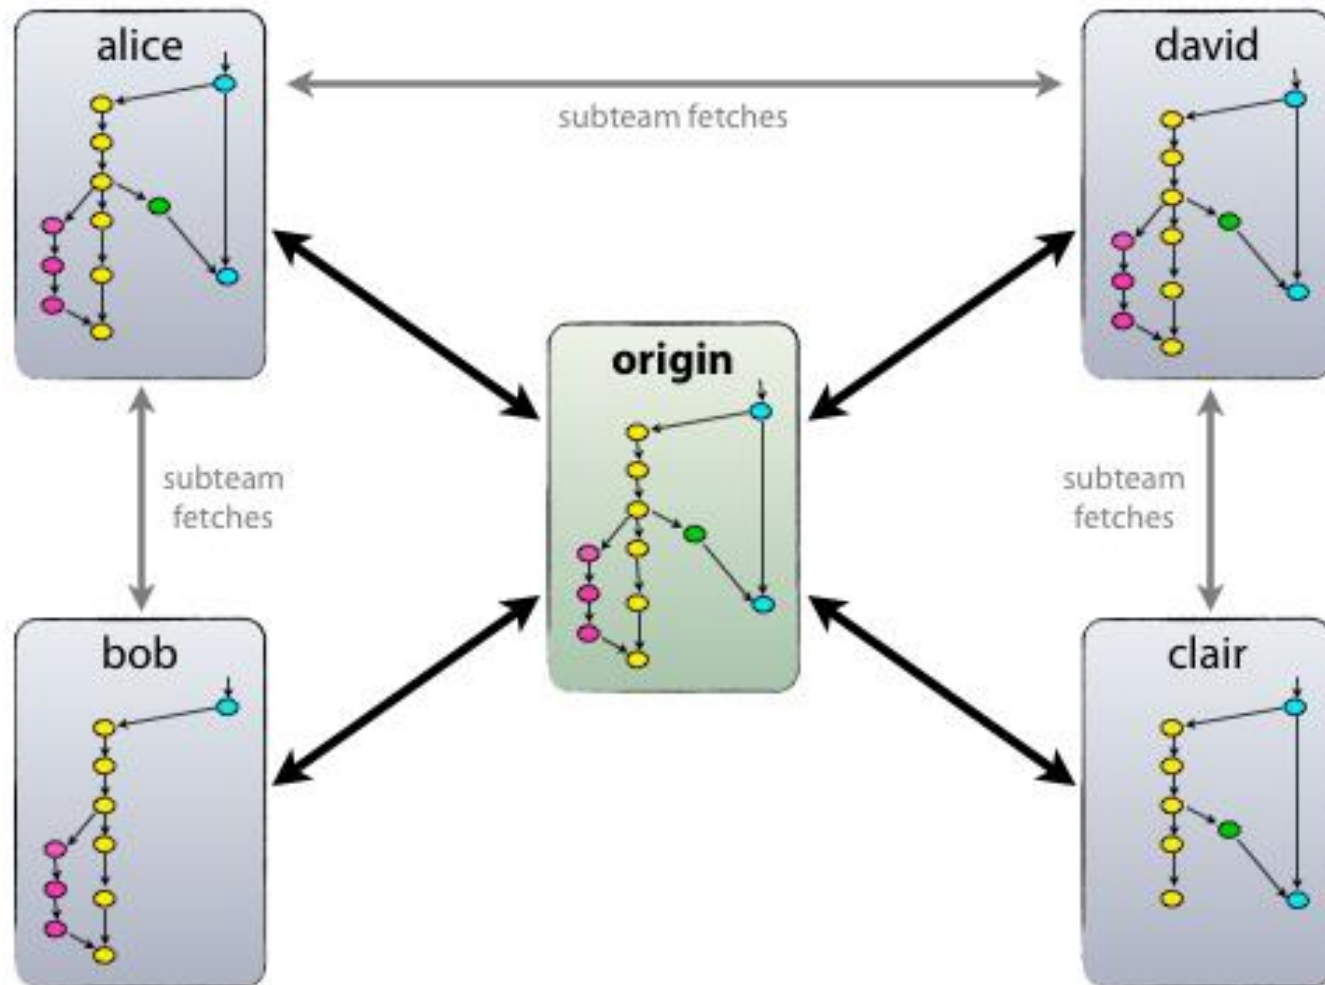 alice
david
subteam fetches
origin
subteam
fetches
subteam
fetches
bob
clair